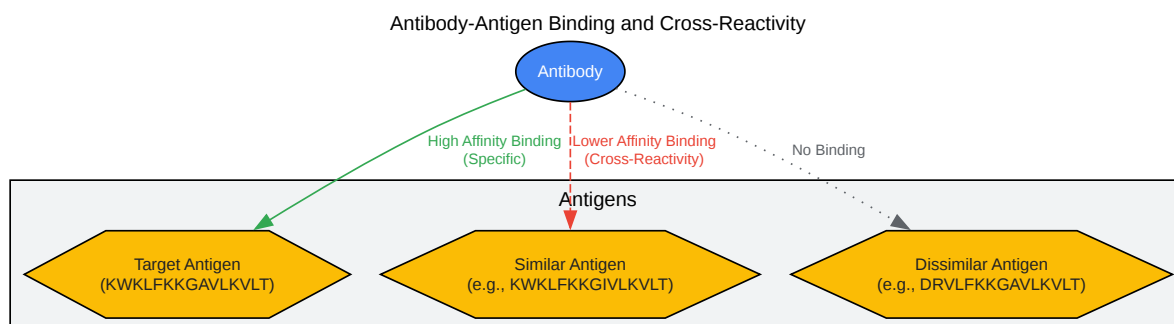 Antibody-Antigen Binding and Cross-Reactivity
Antibody
High Affinity Binding
(Specific)
Lower Affinity Binding
(Cross-Reactivity)
No Binding
Antigens
Target Antigen
(KWKLFKKGAVLKVLT)
Similar Antigen
(e.g., KWKLFKKGIVLKVLT)
Dissimilar Antigen
(e.g., DRVLFKKGAVLKVLT)